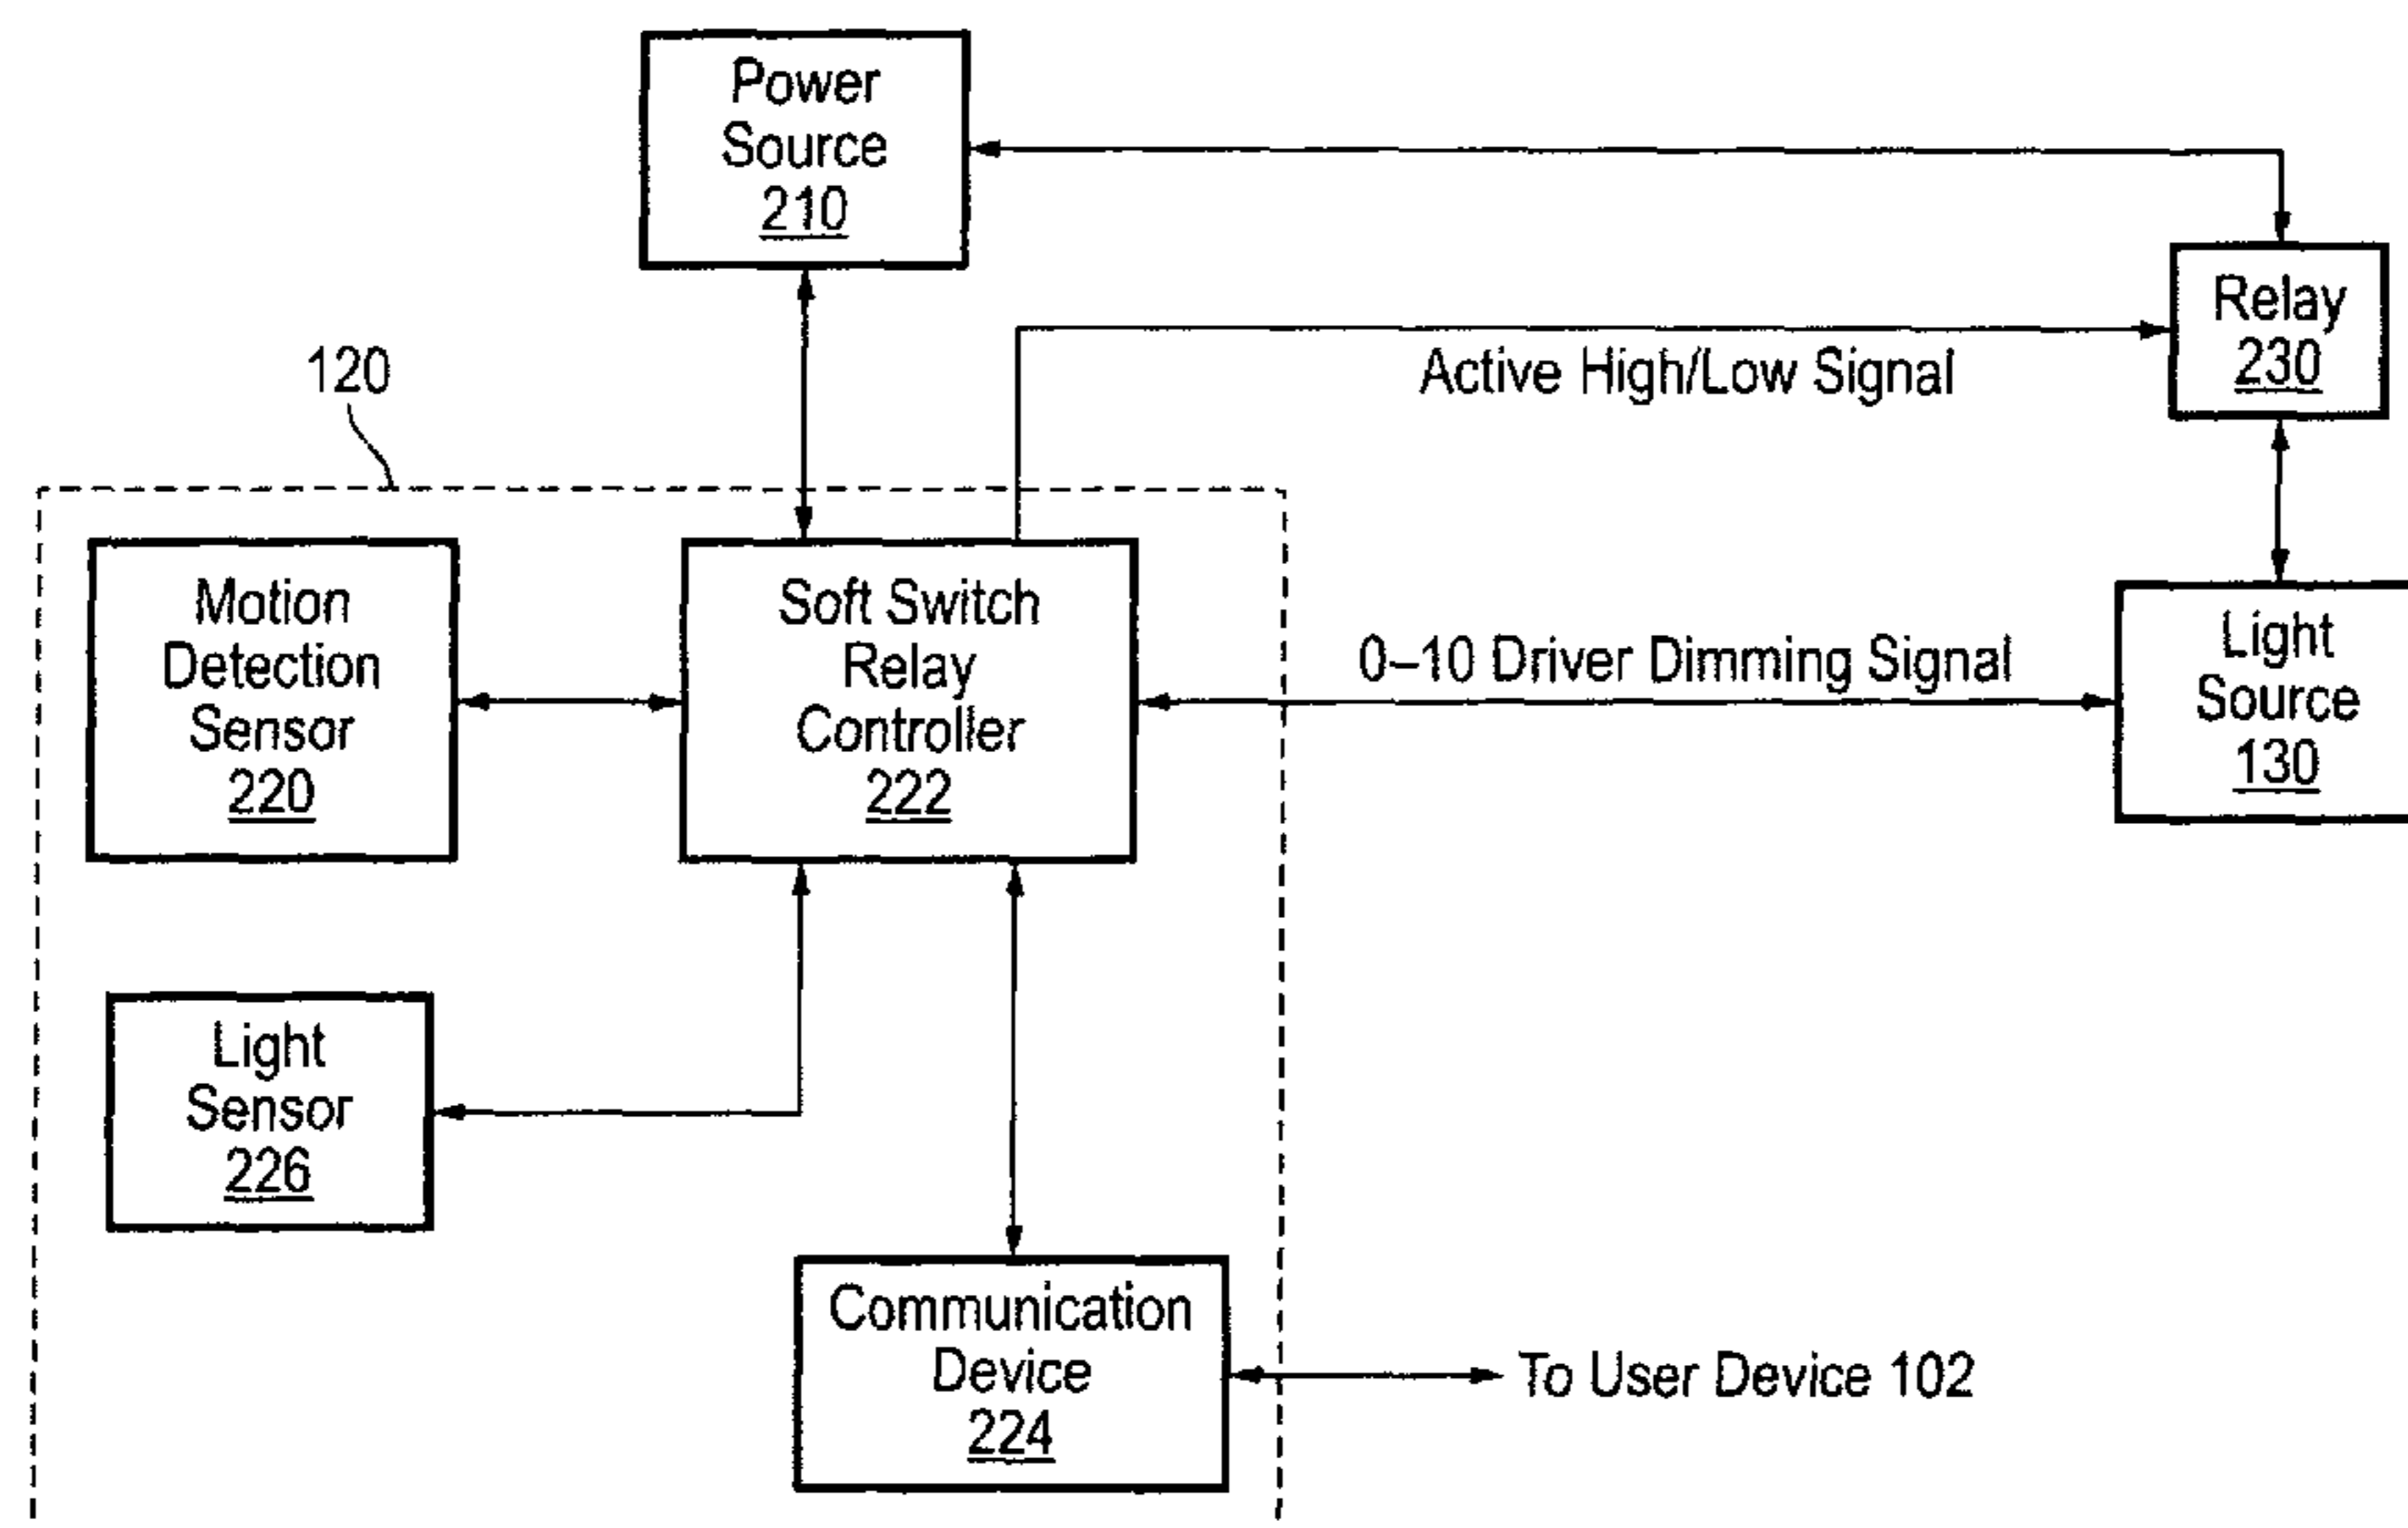 Power
Source
210
Relay
230
Active High/Low Signal
120
Motion
Detection
Sensor
220
Soft Switch
Relay
Controller
222
0–10 Driver Dimming Signal
Light
Source
130
Light
Sensor
226
Communication
Device
224
To User Device 102